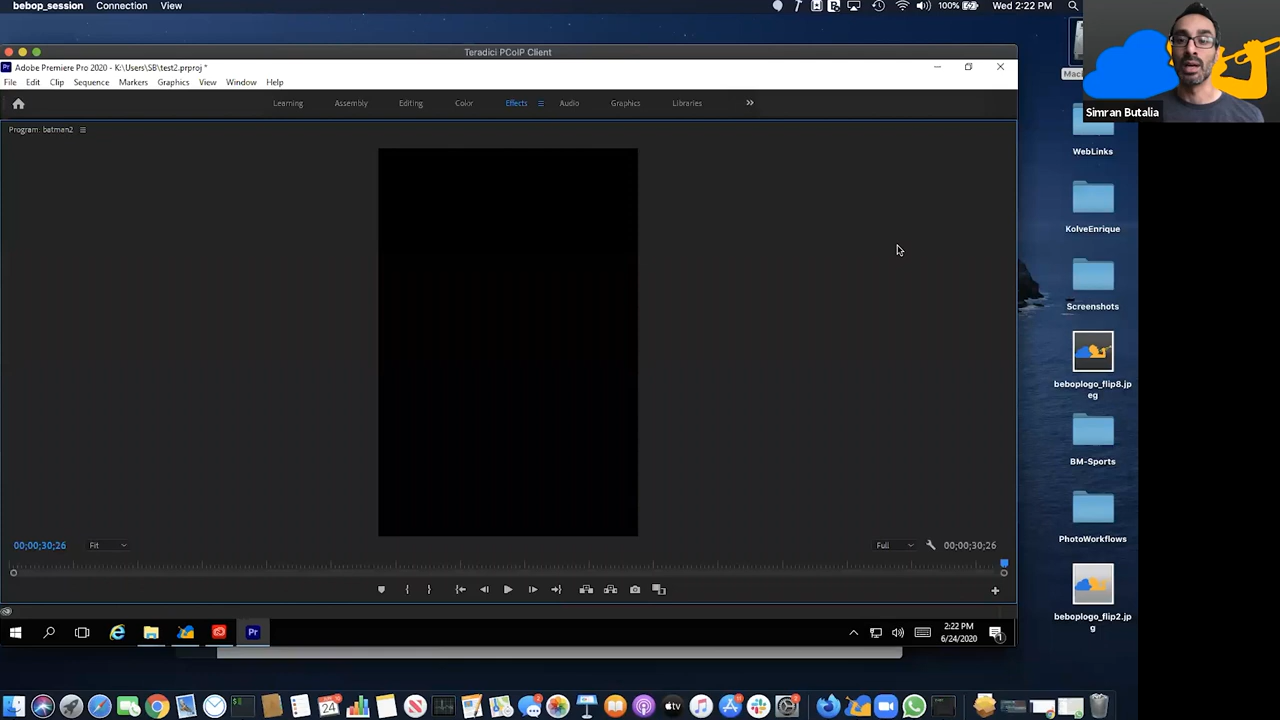 bebop_session Connection View 100% Wed 2:22 PM
Teradici PCoIP Client
Adobe Premiere Pro 2020 - K:\Users\SB\test2.prproj *
File Edit Clip Sequence Markers Graphics View Window Help
Learning Assembly Editing Color Effects Audio Graphics Libraries
Program: batman2
00;00;30;26 Fit Full 00;00;30;26
Pr
2:22 PM
6/24/2020
Simran Butalia
WebLinks
KolveEnrique
Screenshots
beboplogo_flip8.jp
eg
BM-Sports
PhotoWorkflows
beboplogo_flip2.jp
g